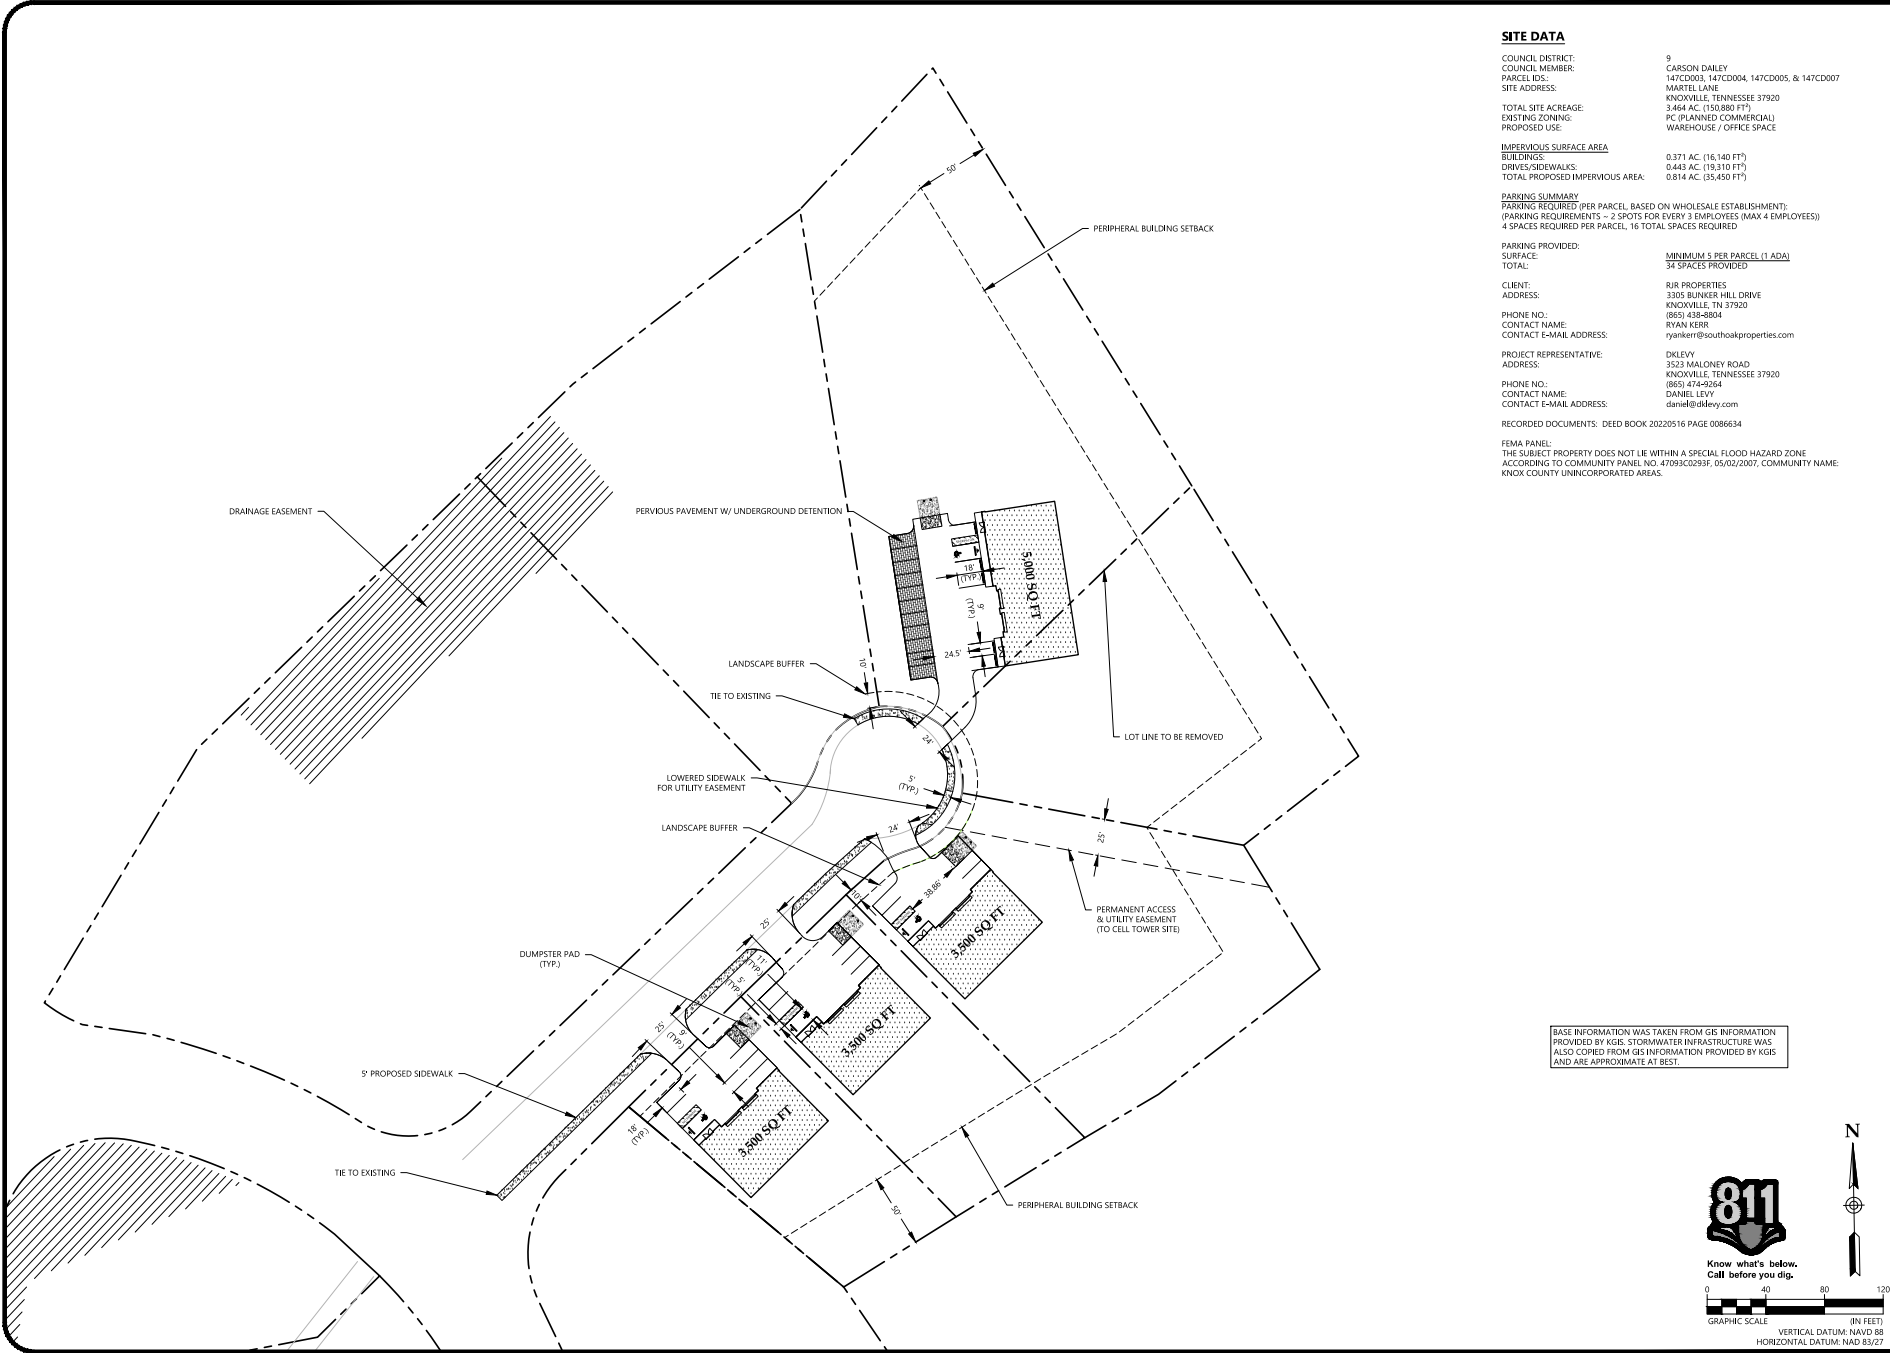 SITE DATA
COUNCIL DISTRICT: 9
COUNCIL MEMBER: CARSON DAILEY
PARCEL IDS.: 147CD003, 147CD004, 147CD005, & 147CD007
SITE ADDRESS: MARTEL LANE
KNOXVILLE, TENNESSEE 37920
TOTAL SITE ACREAGE: 3.464 AC. (150,880 FT²)
EXISTING ZONING: PC (PLANNED COMMERCIAL)
PROPOSED USE: WAREHOUSE / OFFICE SPACE
IMPERVIOUS SURFACE AREA
BUILDINGS: 0.371 AC. (16,140 FT²)
DRIVES/SIDEWALKS: 0.443 AC. (19,310 FT²)
TOTAL PROPOSED IMPERVIOUS AREA: 0.814 AC. (35,450 FT²)
PARKING SUMMARY
PARKING REQUIRED (PER PARCEL, BASED ON WHOLESALE ESTABLISHMENT):
(PARKING REQUIREMENTS ~ 2 SPOTS FOR EVERY 3 EMPLOYEES (MAX 4 EMPLOYEES))
4 SPACES REQUIRED PER PARCEL, 16 TOTAL SPACES REQUIRED
PARKING PROVIDED:
SURFACE: MINIMUM 5 PER PARCEL (1 ADA)
TOTAL: 34 SPACES PROVIDED
CLIENT: RJR PROPERTIES
ADDRESS: 3305 BUNKER HILL DRIVE
KNOXVILLE, TN 37920
PHONE NO.: (865) 438-8804
CONTACT NAME: RYAN KERR
CONTACT E-MAIL ADDRESS: ryankerr@southoakproperties.com
PROJECT REPRESENTATIVE: DKLEVY
ADDRESS: 3523 MALONEY ROAD
KNOXVILLE, TENNESSEE 37920
PHONE NO.: (865) 474-9264
CONTACT NAME: DANIEL LEVY
CONTACT E-MAIL ADDRESS: daniel@dklevy.com
RECORDED DOCUMENTS: DEED BOOK 20220516 PAGE 0086634
FEMA PANEL:
THE SUBJECT PROPERTY DOES NOT LIE WITHIN A SPECIAL FLOOD HAZARD ZONE
ACCORDING TO COMMUNITY PANEL NO. 47093C0293F, 05/02/2007, COMMUNITY NAME:
KNOX COUNTY UNINCORPORATED AREAS.
50'
PERIPHERAL BUILDING SETBACK
DRAINAGE EASEMENT
PERVIOUS PAVEMENT W/ UNDERGROUND DETENTION
5,000 SQ FT
18'
(TYP.)
9'
(TYP.)
24.5'
10'
LANDSCAPE BUFFER
TIE TO EXISTING
24'
LOT LINE TO BE REMOVED
LOWERED SIDEWALK
FOR UTILITY EASEMENT
5'
(TYP.)
LANDSCAPE BUFFER
24'
25'
38.86'
10'
3,500 SQ FT
PERMANENT ACCESS
& UTILITY EASEMENT
(TO CELL TOWER SITE)
25'
DUMPSTER PAD
(TYP.)
11'
(TYP.)
5'
(TYP.)
3,500 SQ FT
25'
9'
(TYP.)
5' PROPOSED SIDEWALK
18'
(TYP.)
3,500 SQ FT
TIE TO EXISTING
50'
PERIPHERAL BUILDING SETBACK
BASE INFORMATION WAS TAKEN FROM GIS INFORMATION
PROVIDED BY KGIS. STORMWATER INFRASTRUCTURE WAS
ALSO COPIED FROM GIS INFORMATION PROVIDED BY KGIS
AND ARE APPROXIMATE AT BEST.
N
811
Know what's below.
Call before you dig.
0 40 80 120
GRAPHIC SCALE (IN FEET)
VERTICAL DATUM: NAVD 88
HORIZONTAL DATUM: NAD 83/27